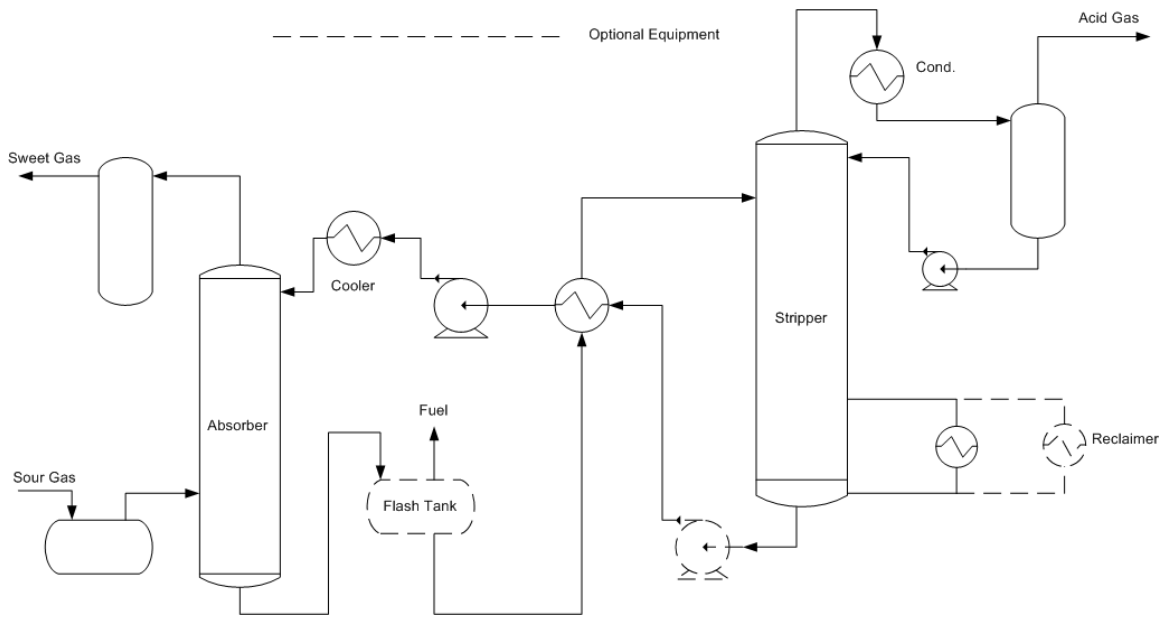 Optional Equipment
Acid Gas
Cond.
Sweet Gas
Cooler
Stripper
Absorber
Fuel
Reclaimer
Sour Gas
Flash Tank